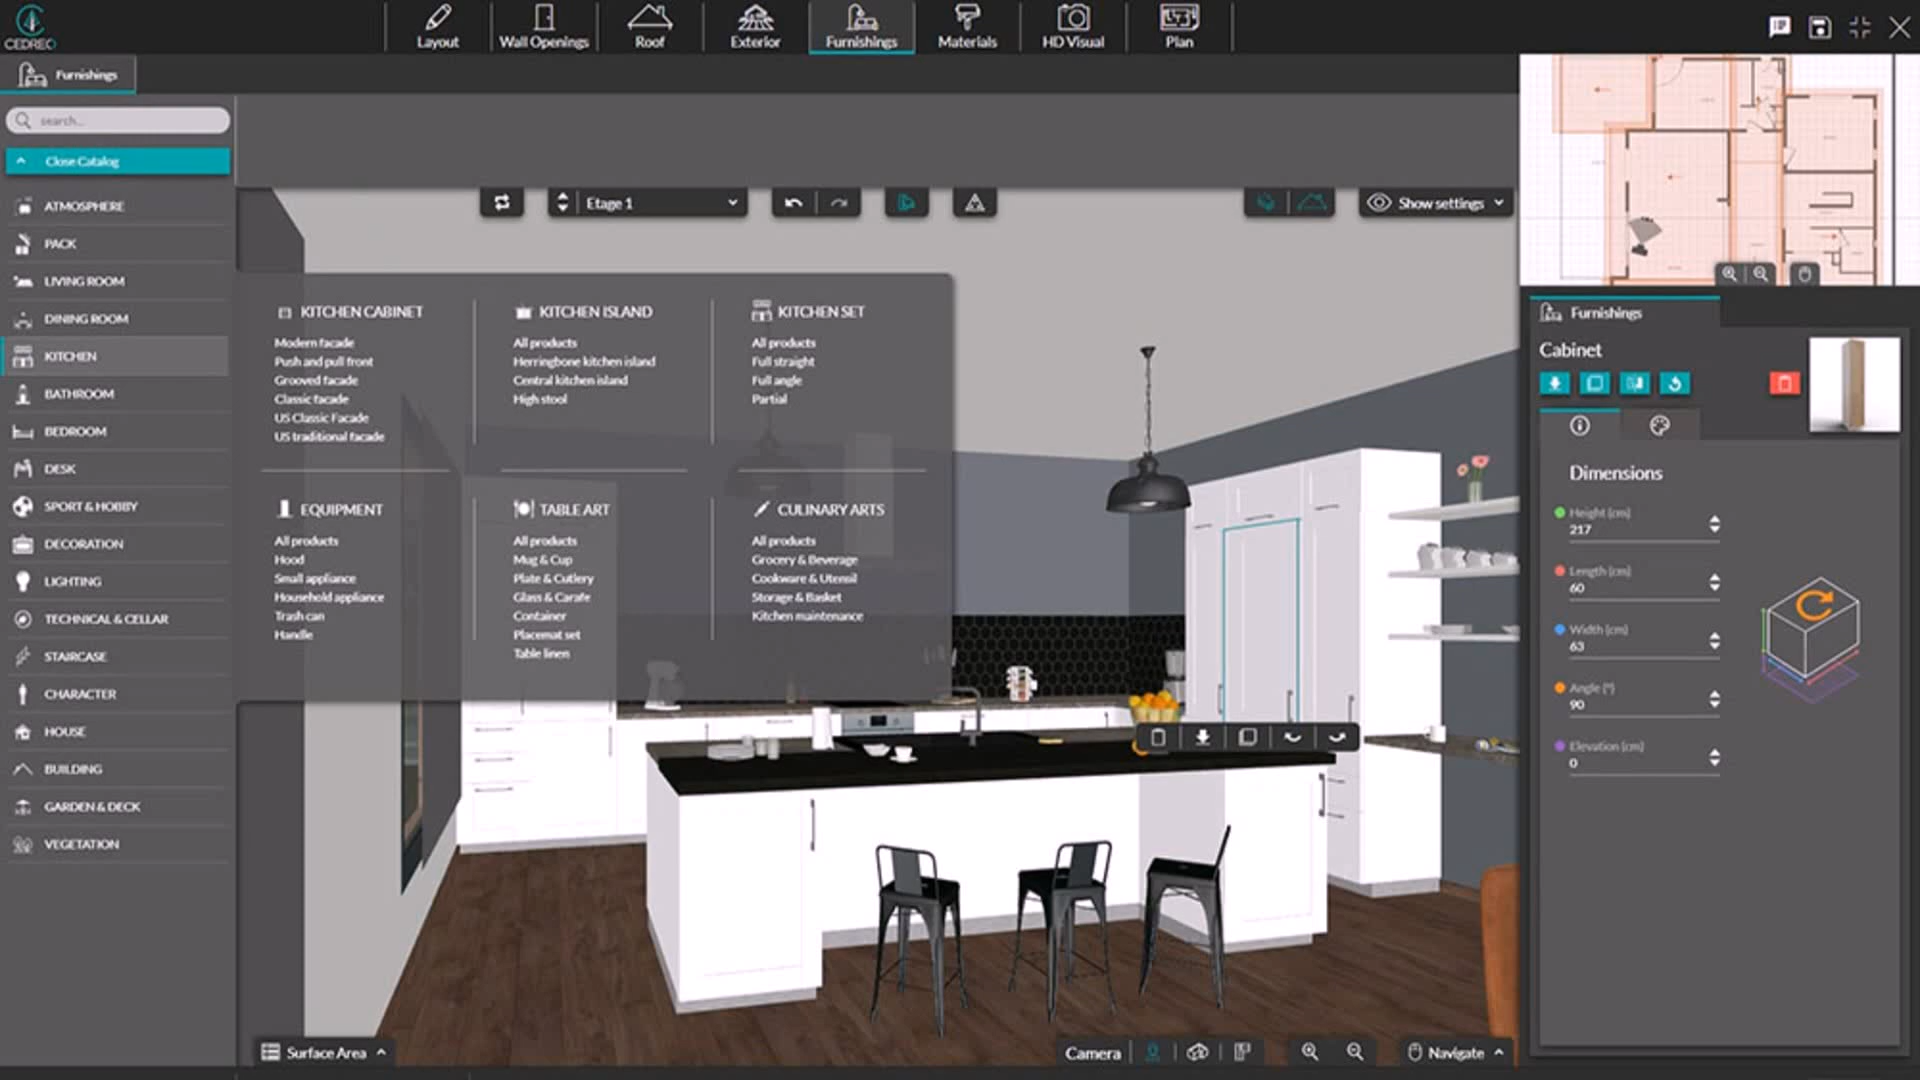 CEDREO
Layout
Wall Openings
Roof
Exterior
Furnishings
Materials
HD Visual
Plan
Furnishings
search...
Close Catalog
ATMOSPHERE
PACK
LIVING ROOM
DINING ROOM
KITCHEN
BATHROOM
BEDROOM
DESK
SPORT & HOBBY
DECORATION
LIGHTING
TECHNICAL & CELLAR
STAIRCASE
CHARACTER
HOUSE
BUILDING
GARDEN & DECK
VEGETATION
Etage 1
Show settings
KITCHEN CABINET
Modern facade
Push and pull front
Grooved facade
Classic facade
US Classic Facade
US traditional facade
KITCHEN ISLAND
All products
Herringbone kitchen island
Central kitchen island
High stool
KITCHEN SET
All products
Full straight
Full angle
Partial
EQUIPMENT
All products
Hood
Small appliance
Household appliance
Trash can
Handle
TABLE ART
All products
Mug & Cup
Plate & Cutlery
Glass & Carafe
Container
Placemat set
Table linen
CULINARY ARTS
All products
Grocery & Beverage
Cookware & Utensil
Storage & Basket
Kitchen maintenance
Surface Area
Camera
Navigate
Furnishings
Cabinet
Dimensions
Height (cm)
217
Length (cm)
60
Width (cm)
63
Angle (°)
90
Elevation (cm)
0